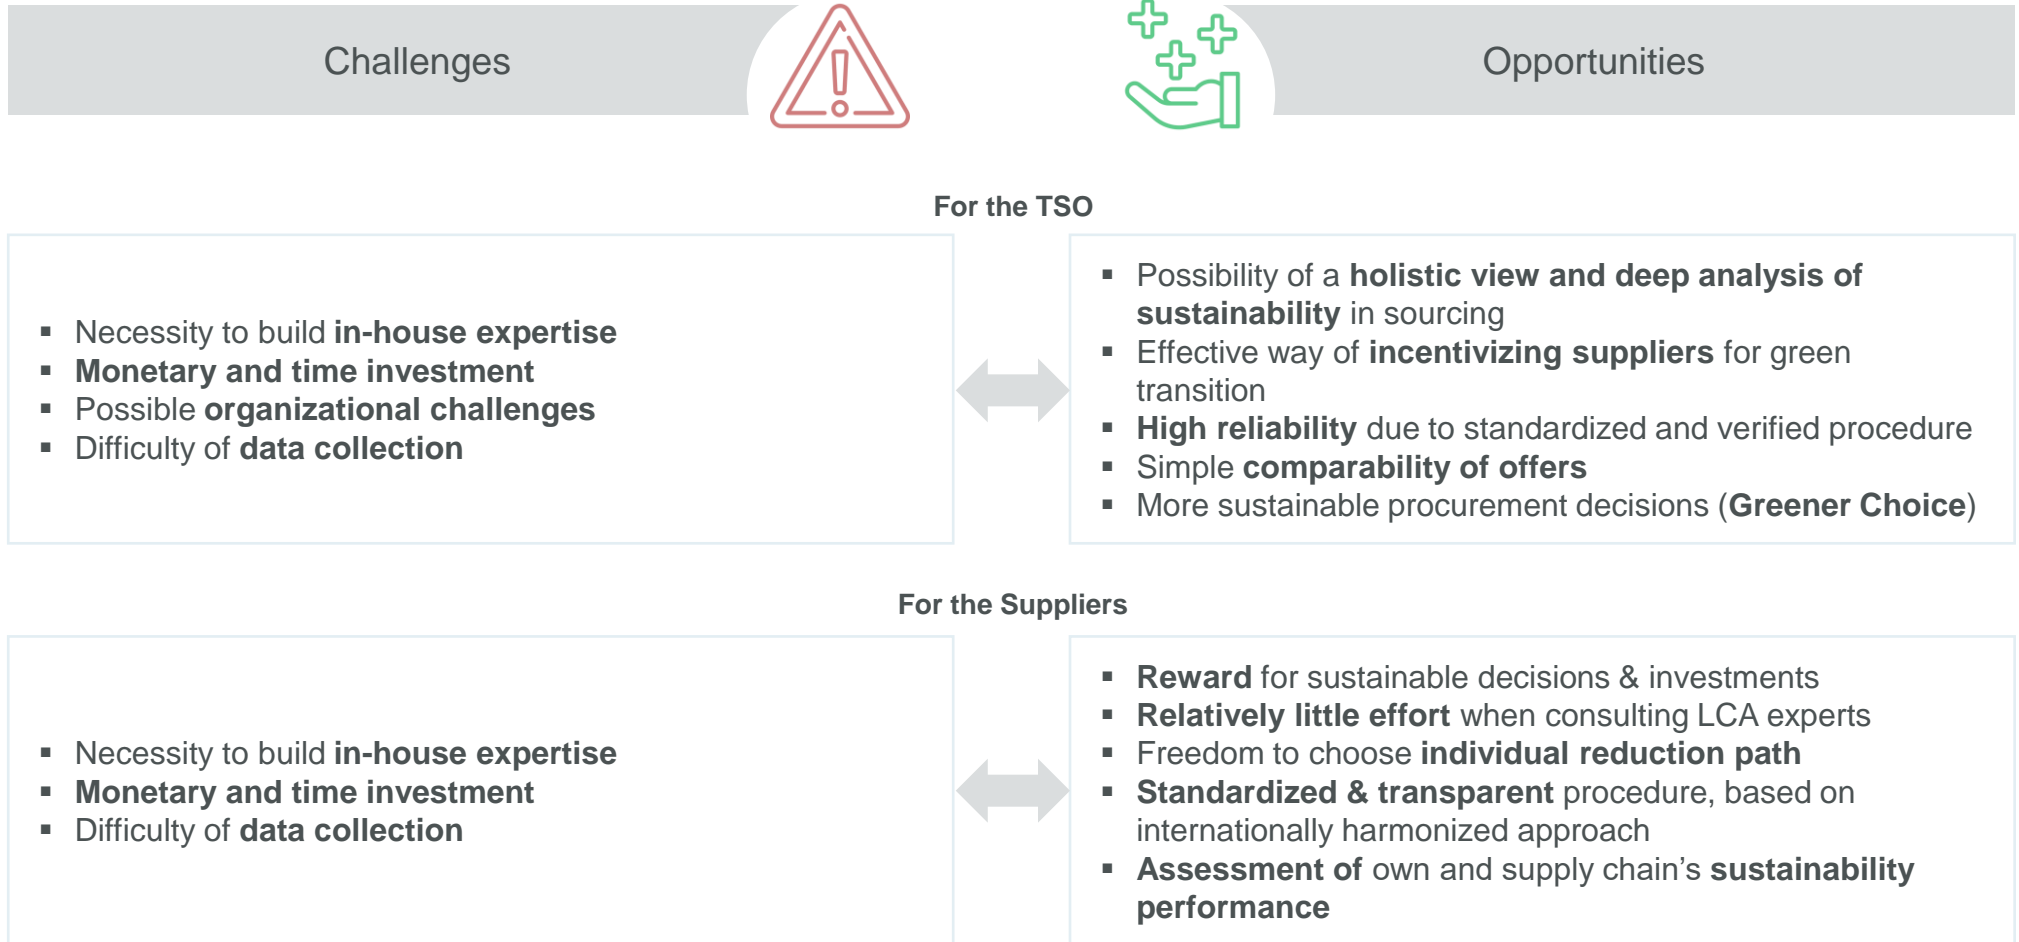 Challenges
Opportunities
For the TSO
▪ Necessity to build in-house expertise
▪ Monetary and time investment
▪ Possible organizational challenges
▪ Difficulty of data collection
▪ Possibility of a holistic view and deep analysis of
sustainability in sourcing
▪ Effective way of incentivizing suppliers for green
transition
▪ High reliability due to standardized and verified procedure
▪ Simple comparability of offers
▪ More sustainable procurement decisions (Greener Choice)
For the Suppliers
▪ Necessity to build in-house expertise
▪ Monetary and time investment
▪ Difficulty of data collection
▪ Reward for sustainable decisions & investments
▪ Relatively little effort when consulting LCA experts
▪ Freedom to choose individual reduction path
▪ Standardized & transparent procedure, based on
internationally harmonized approach
▪ Assessment of own and supply chain’s sustainability
performance